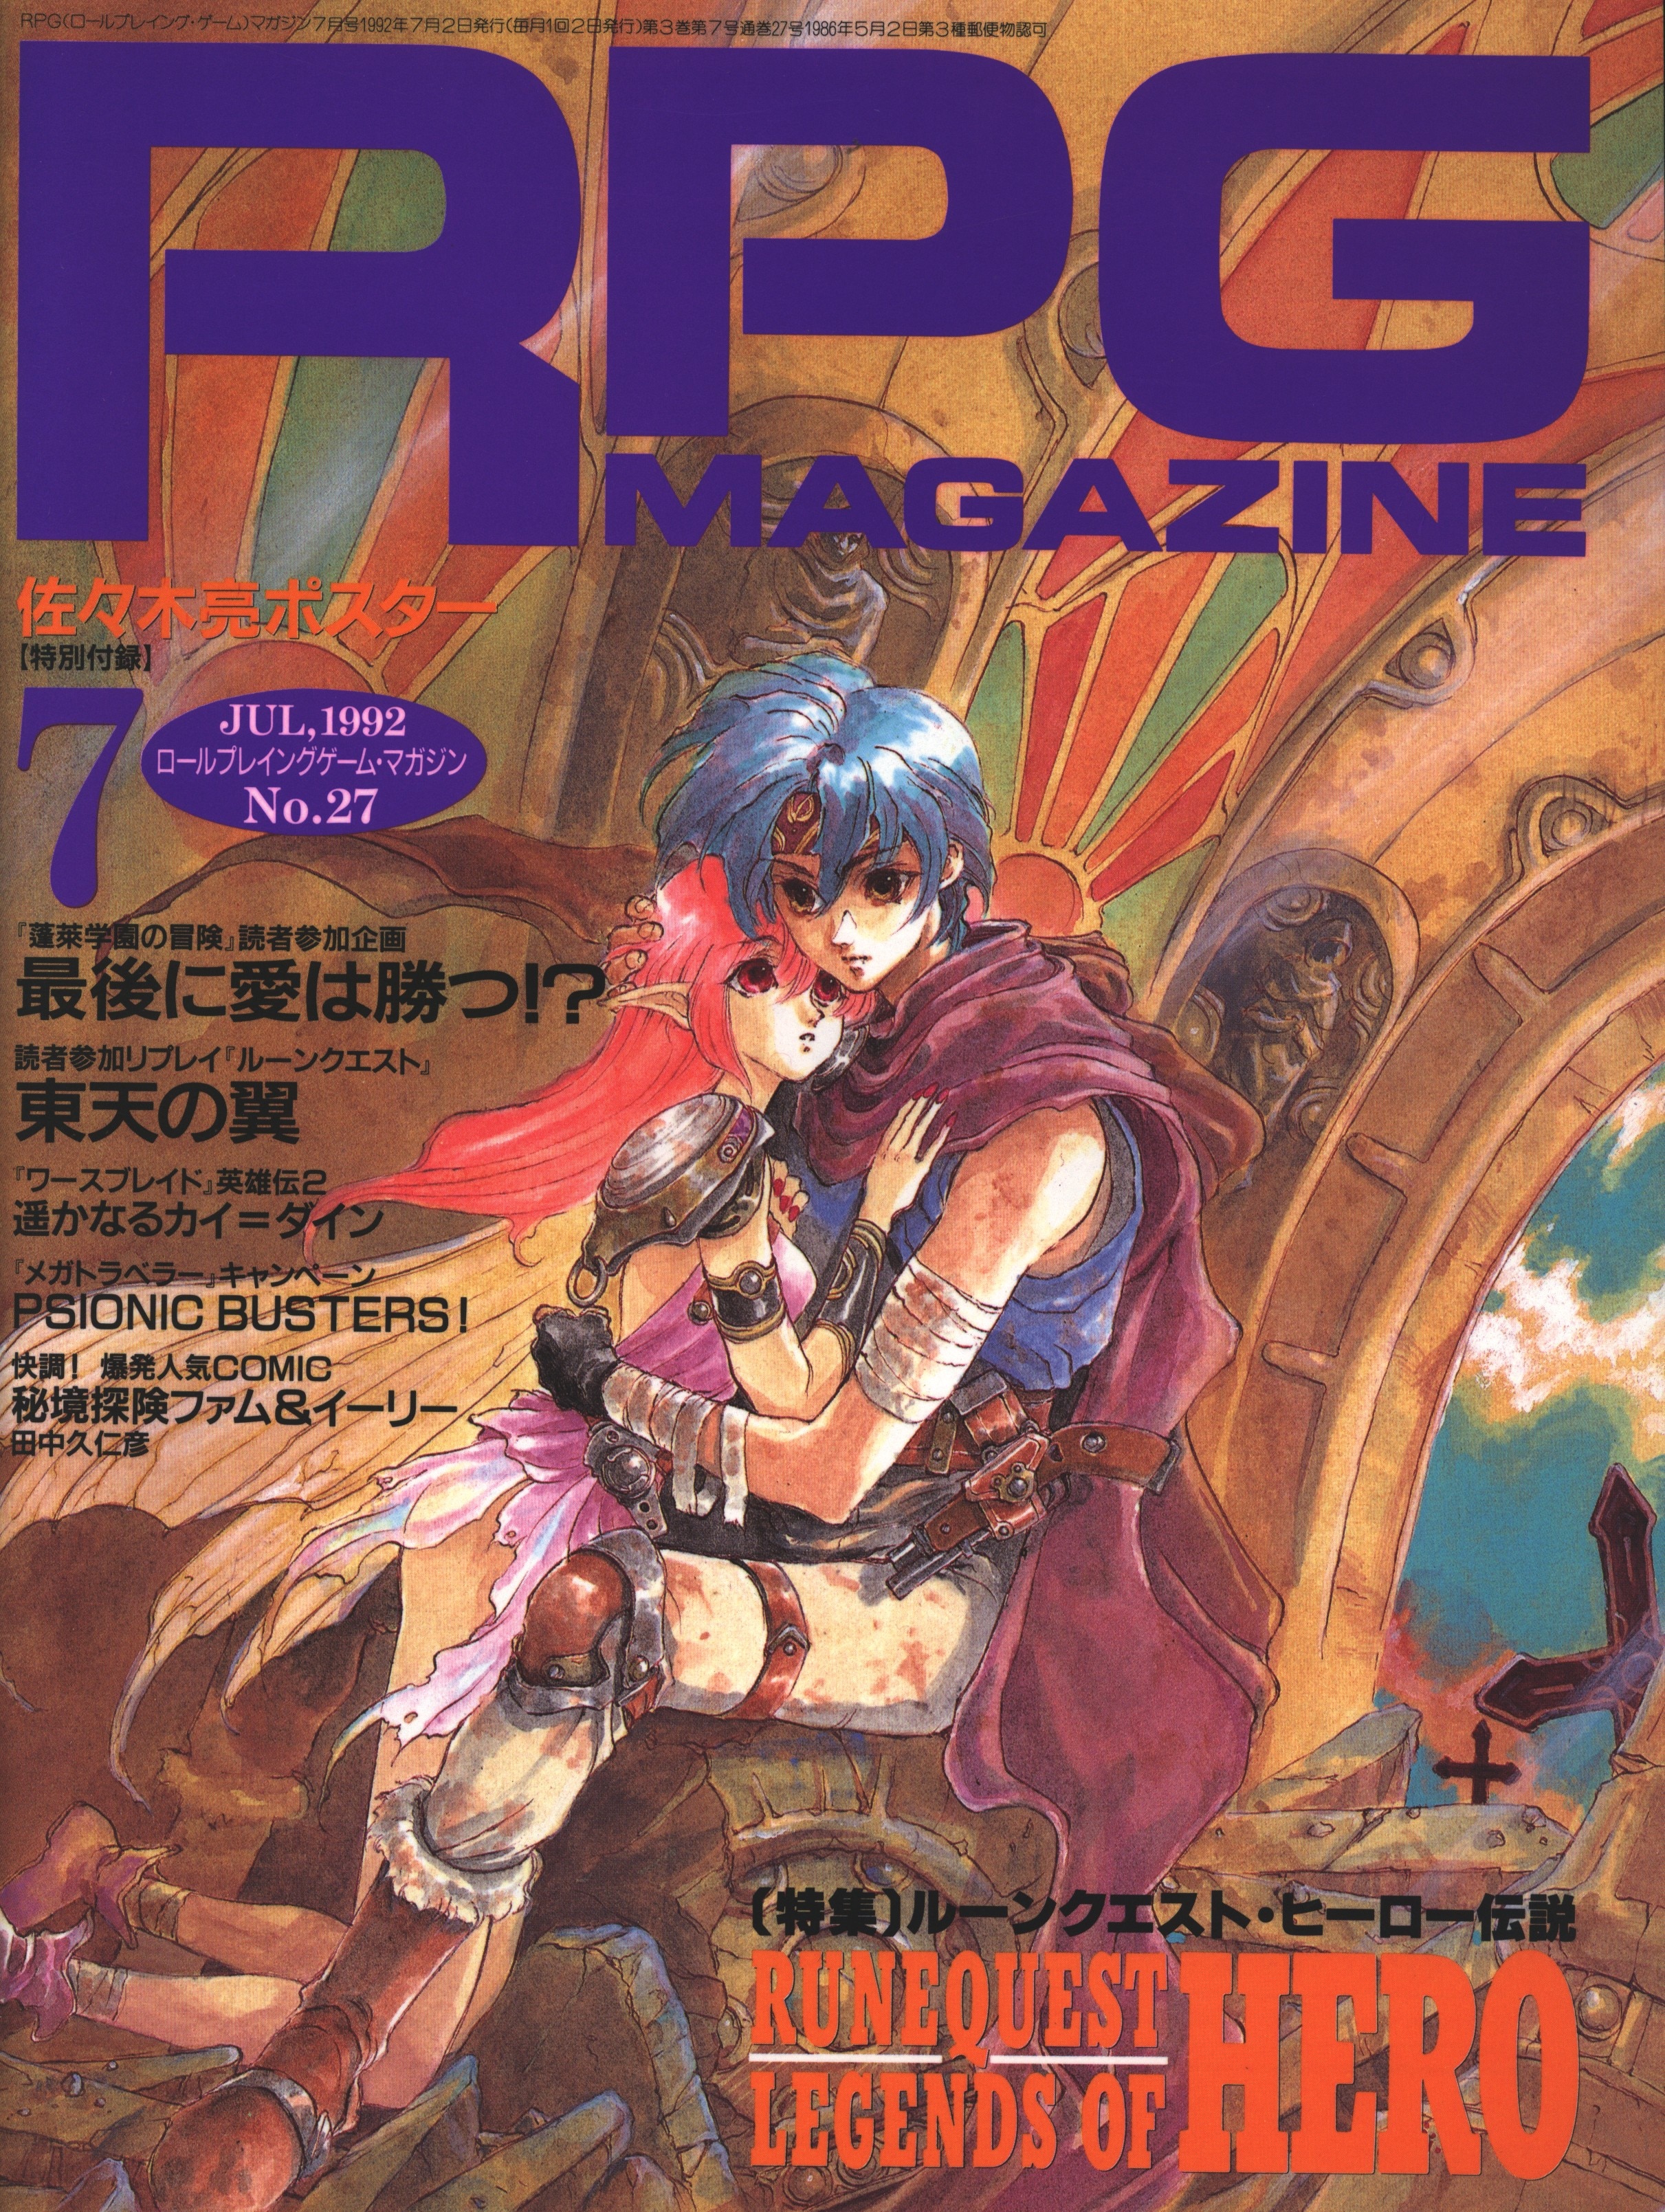 RPG(ロールプレイング・ゲーム)マガジン7月号1992年7月2日発行(毎月1回2日発行)第3巻第7号通巻27号1986年5月2日第3種郵便物認可
RPG
MAGAZINE
佐々木亮ポスター
【特別付録】
7
JUL,1992
ロールプレイングゲーム・マガジン
No.27
『蓬萊学園の冒険』読者参加企画
最後に愛は勝つ!?
読者参加リプレイ『ルーンクエスト』
東天の翼
『ワースブレイド』英雄伝2
遥かなるカイ=ダイン
『メガトラベラー』キャンペーン
PSIONIC BUSTERS!
快調! 爆発人気COMIC
秘境探険ファム&イーリー
田中久仁彦
〔特集〕ルーンクエスト・ヒーロー伝説
RUNEQUEST
LEGENDS OF HERO